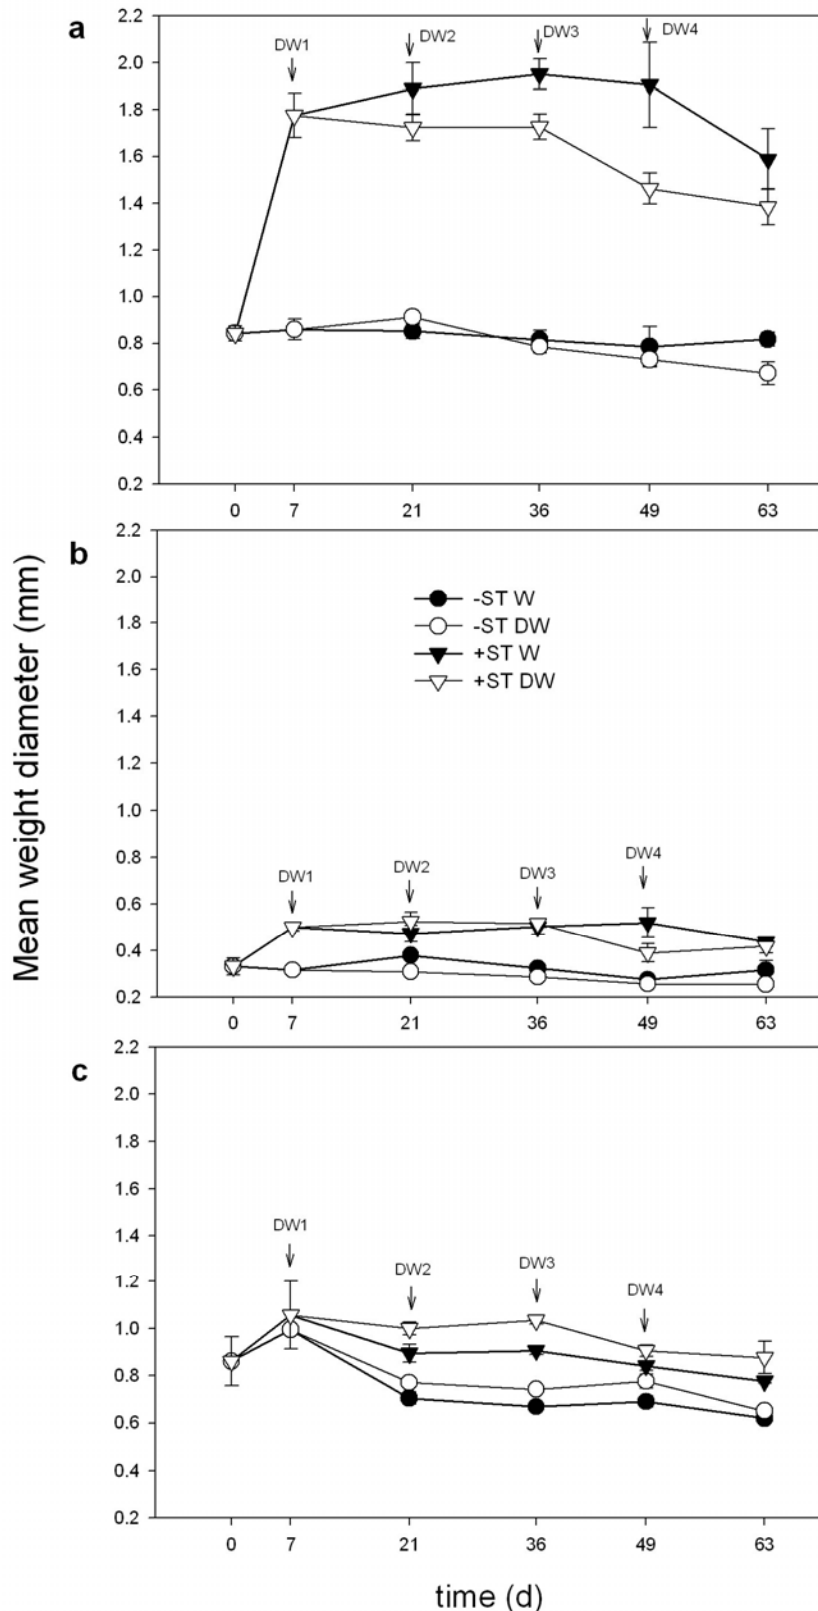 a
2.2
2.0
1.8
1.6
1.4
1.2
1.0
0.8
0.6
0.4
0.2
DW1
DW2
DW3
DW4
0 7 21 36 49 63
Mean weight diameter (mm)
b
2.2
2.0
1.8
1.6
1.4
1.2
1.0
0.8
0.6
0.4
0.2
-ST W
-ST DW
+ST W
+ST DW
DW1
DW2
DW3
DW4
0 7 21 36 49 63
c
2.2
2.0
1.8
1.6
1.4
1.2
1.0
0.8
0.6
0.4
0.2
DW1
DW2
DW3
DW4
0 7 21 36 49 63
time (d)